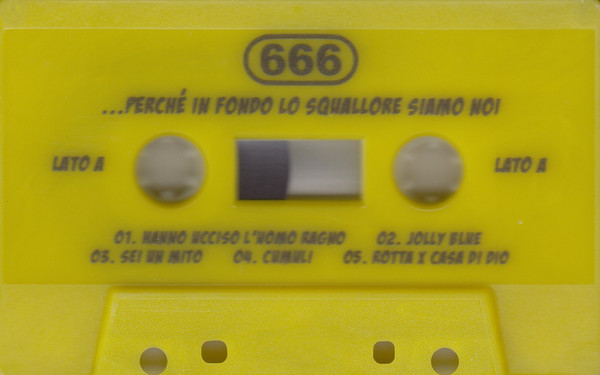 666
...PERCHÉ IN FONDO LO SQUALLORE SIAMO NOI
LATO A
LATO A
01. HANNO UCCISO L'UOMO RAGNO 02. JOLLY BLUE
03. SEI UN MITO 04. CUMULI 05. ROTTA X CASA DI DIO